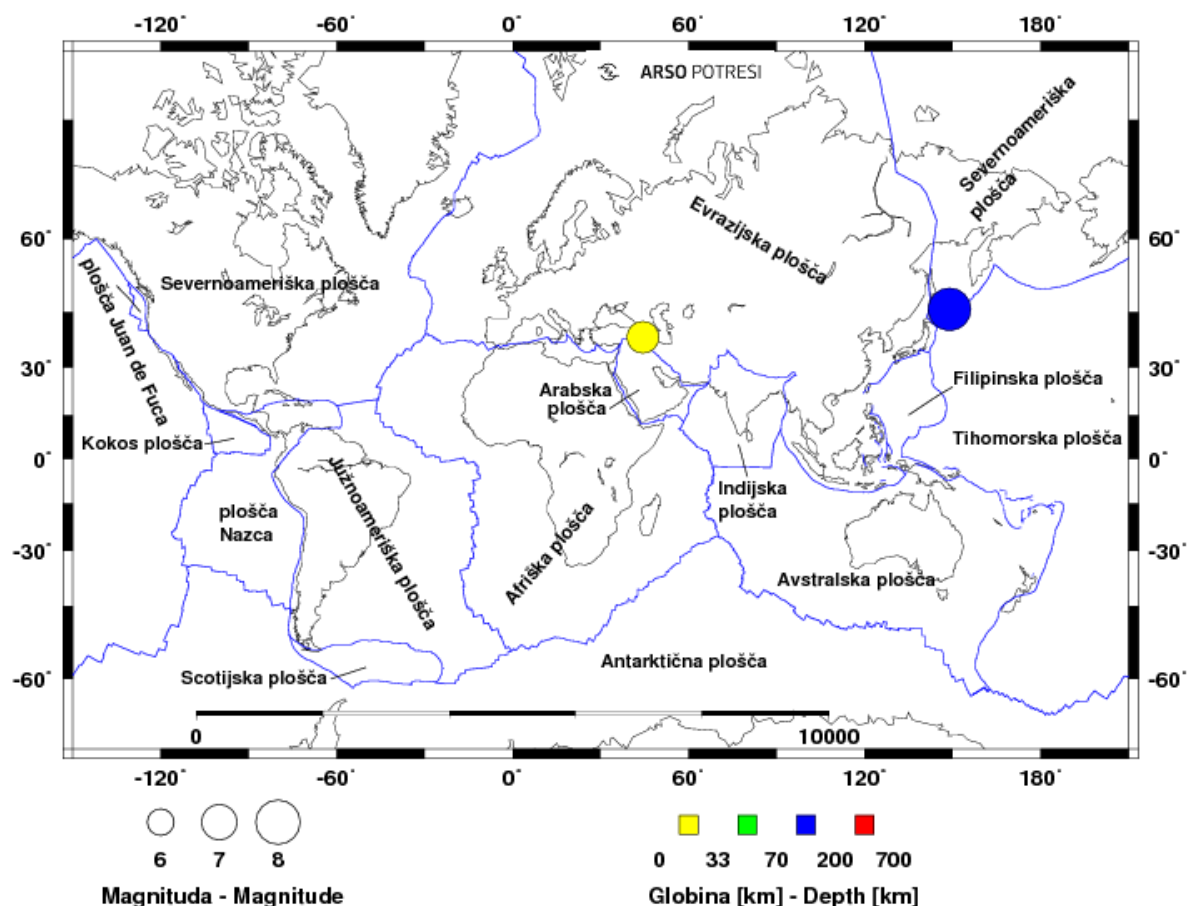 -120° -60° 0° 60° 120° 180°
ARSO POTRESI
Severnoameriška
plošča
Evrazijska plošča
60° 60°
plošča Juan de Fuca
Severnoameriška plošča
30° 30°
Arabska
plošča
Filipinska plošča
Kokos plošča
Tihomorska plošča
0° 0°
Južnoameriška plošča
Indijska
plošča
plošča
Nazca
Afriška plošča
-30° -30°
Avstralska plošča
Antarktična plošča
-60° -60°
Scotijska plošča
0 10000
-120° -60° 0° 60° 120° 180°
6 7 8
0 33 70 200 700
Magnituda - Magnitude
Globina [km] - Depth [km]